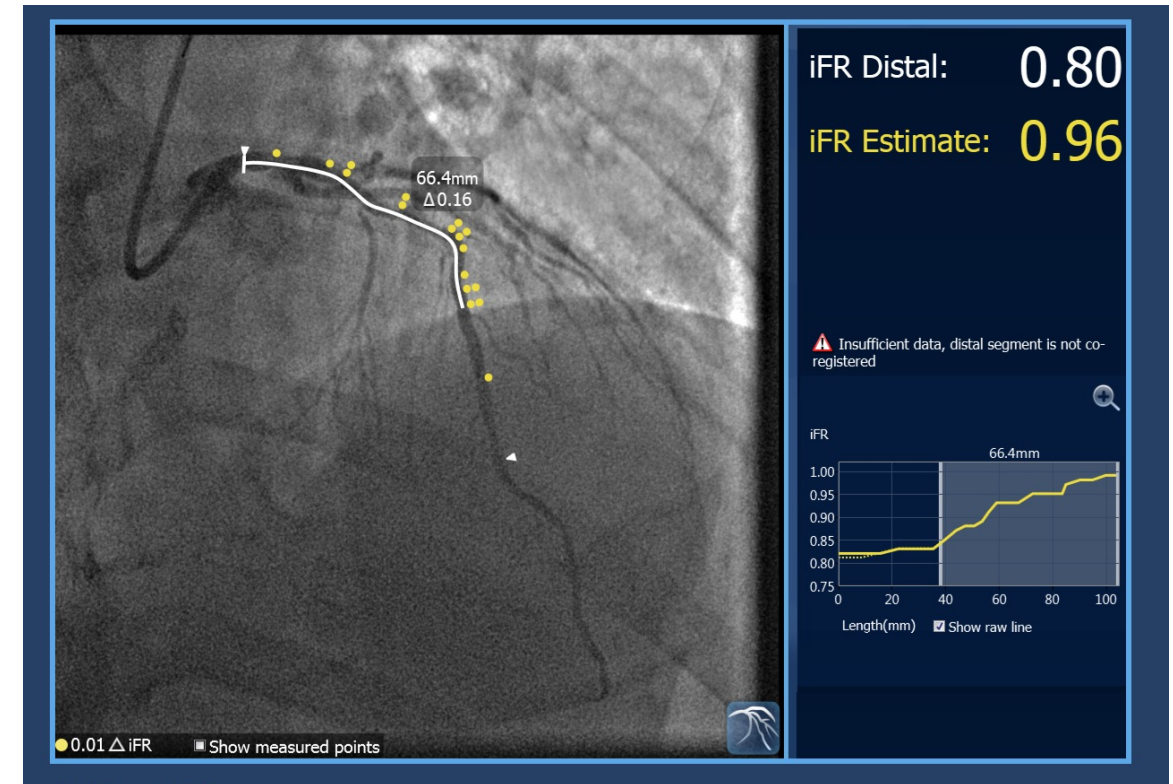 iFR Distal: 0.80
iFR Estimate: 0.96
66.4mm
Δ0.16
Insufficient data, distal segment is not co-
registered
iFR
66.4mm
1.00
0.95
0.90
0.85
0.80
0.75
0 20 40 60 80 100
Length(mm) Show raw line
0.01 △ iFR Show measured points